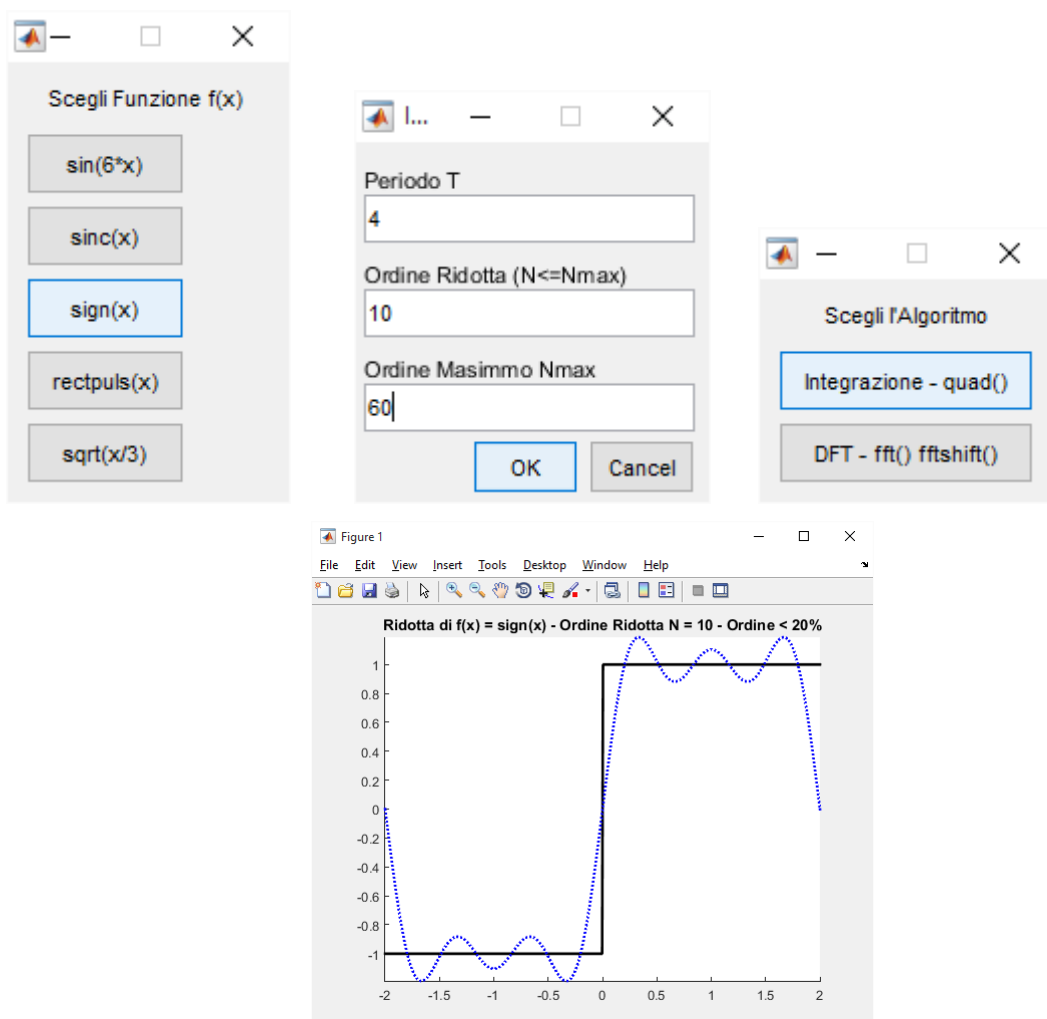 Scegli Funzione f(x)
sin(6*x)
sinc(x)
sign(x)
rectpuls(x)
sqrt(x/3)
I...
Periodo T
4
Ordine Ridotta (N<=Nmax)
10
Ordine Masimmo Nmax
60
OK Cancel
Scegli l'Algoritmo
Integrazione - quad()
DFT - fft() fftshift()
Figure 1
File Edit View Insert Tools Desktop Window Help
Ridotta di f(x) = sign(x) - Ordine Ridotta N = 10 - Ordine < 20%
1
0.8
0.6
0.4
0.2
0
-0.2
-0.4
-0.6
-0.8
-1
-2 -1.5 -1 -0.5 0 0.5 1 1.5 2